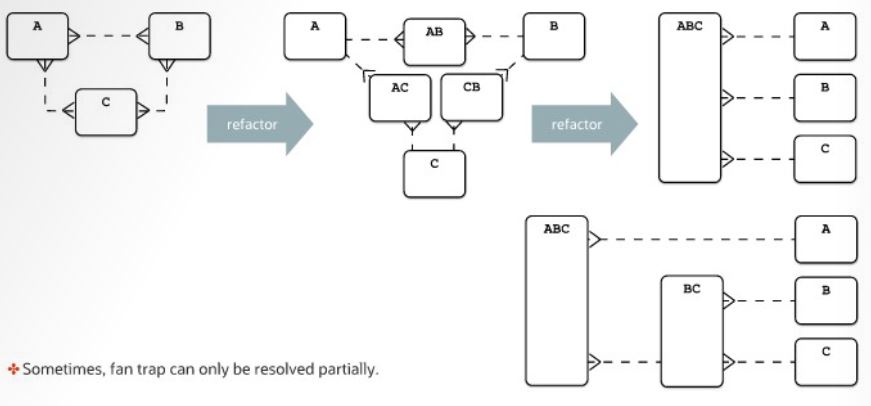 A
B
C
refactor
A
AB
B
AC
CB
C
refactor
ABC
A
B
C
ABC
A
BC
B
C
Sometimes, fan trap can only be resolved partially.